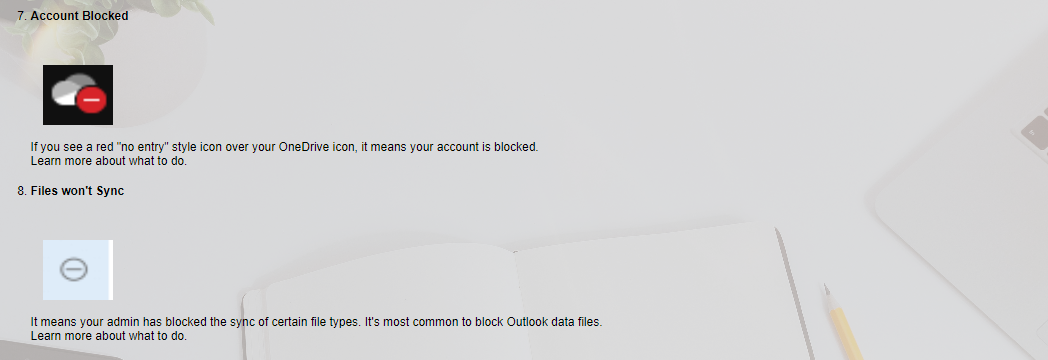 7. Account Blocked
If you see a red "no entry" style icon over your OneDrive icon, it means your account is blocked.
Learn more about what to do.
8. Files won't Sync
It means your admin has blocked the sync of certain file types. It's most common to block Outlook data files.
Learn more about what to do.